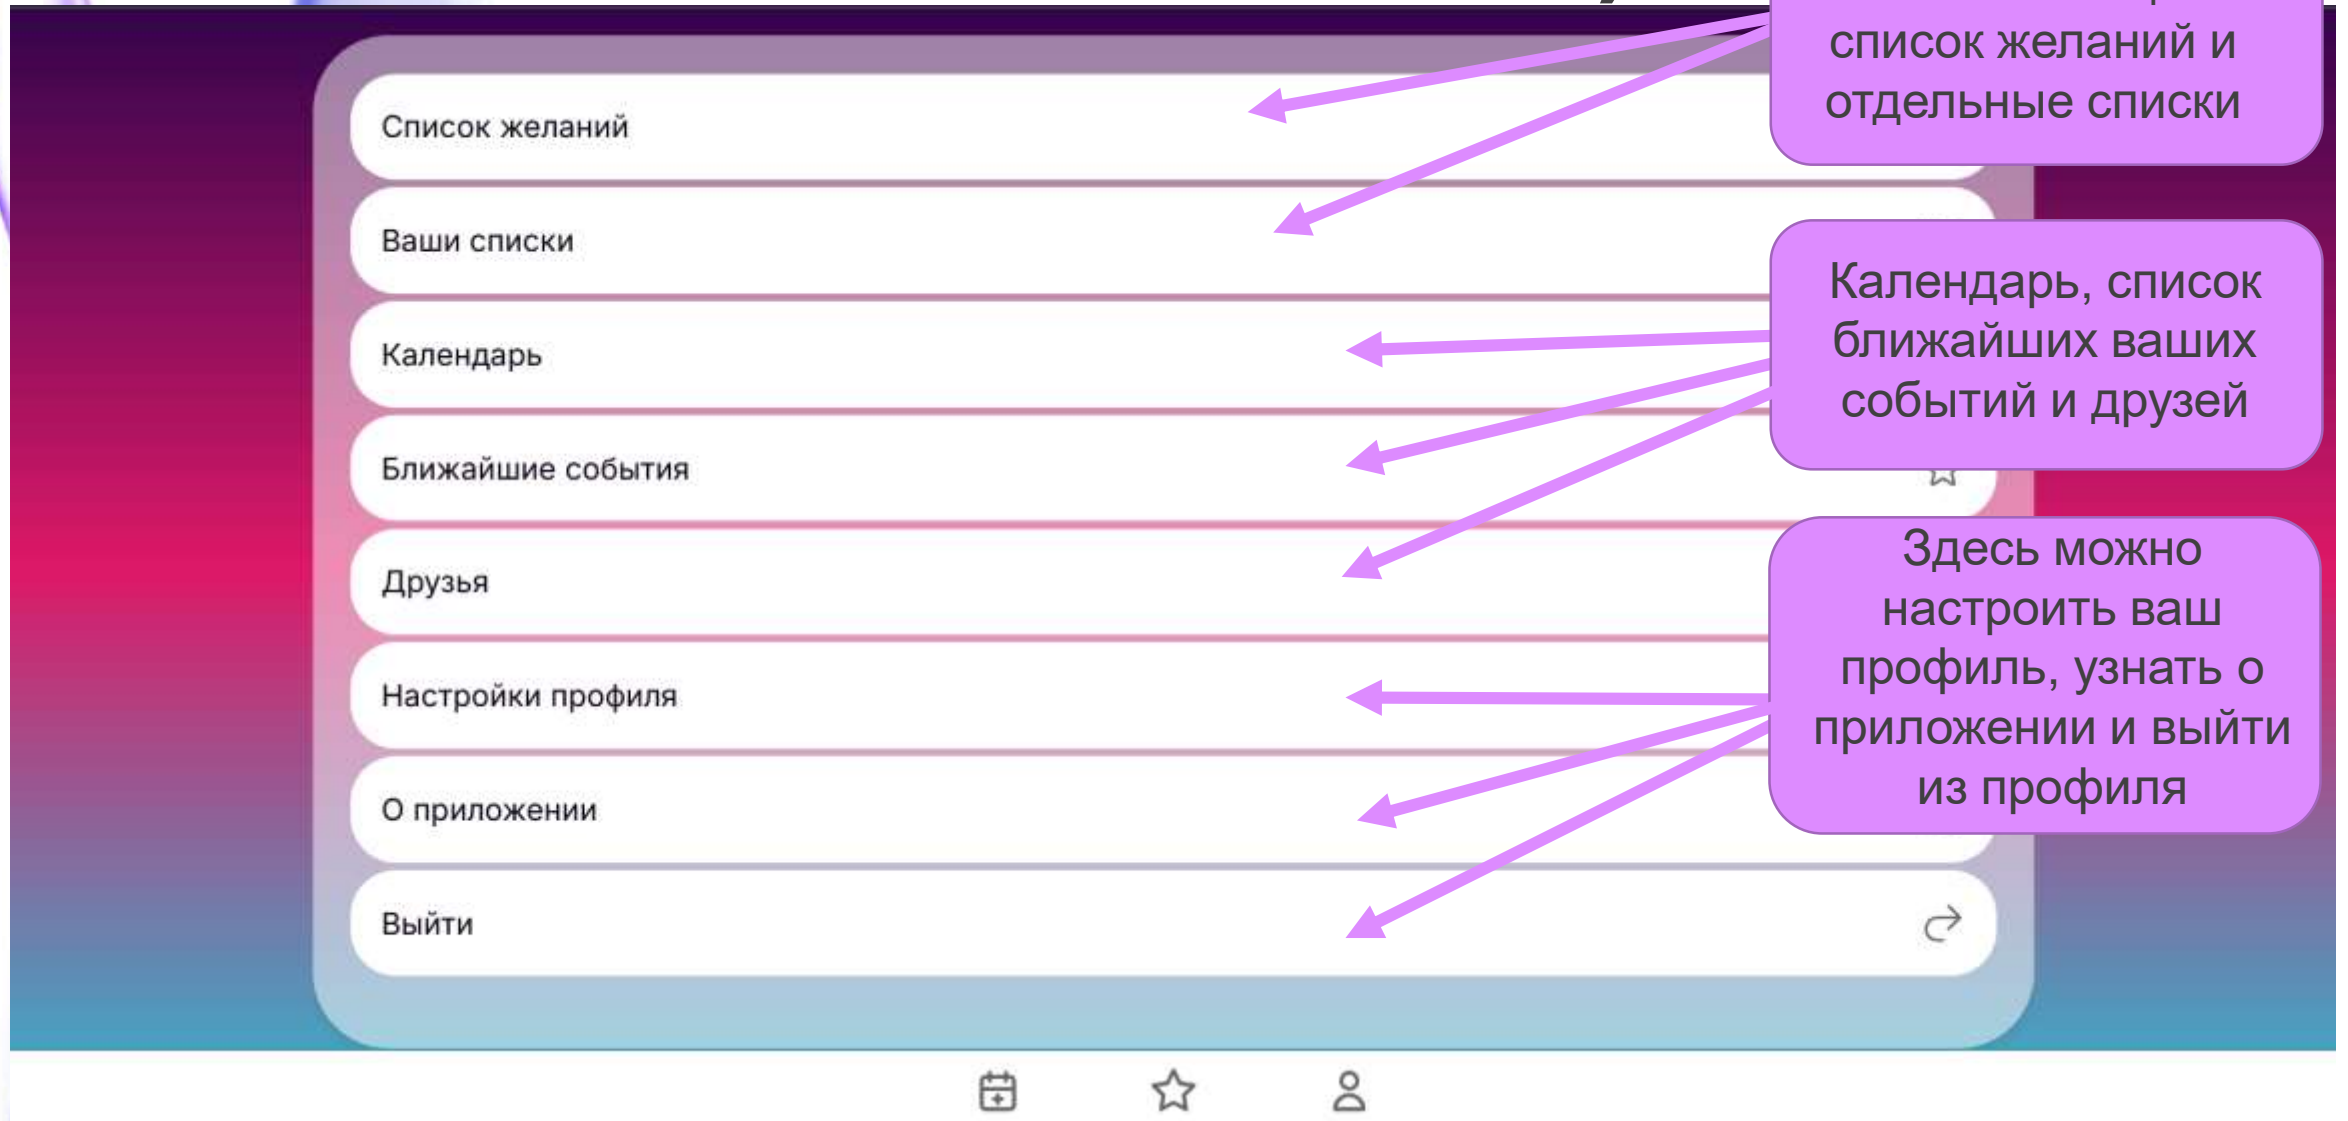 список желаний и
отдельные списки
Список желаний
Ваши списки
Календарь
Ближайшие события
Друзья
Настройки профиля
О приложении
Выйти
Календарь, список
ближайших ваших
событий и друзей
Здесь можно
настроить ваш
профиль, узнать о
приложении и выйти
из профиля